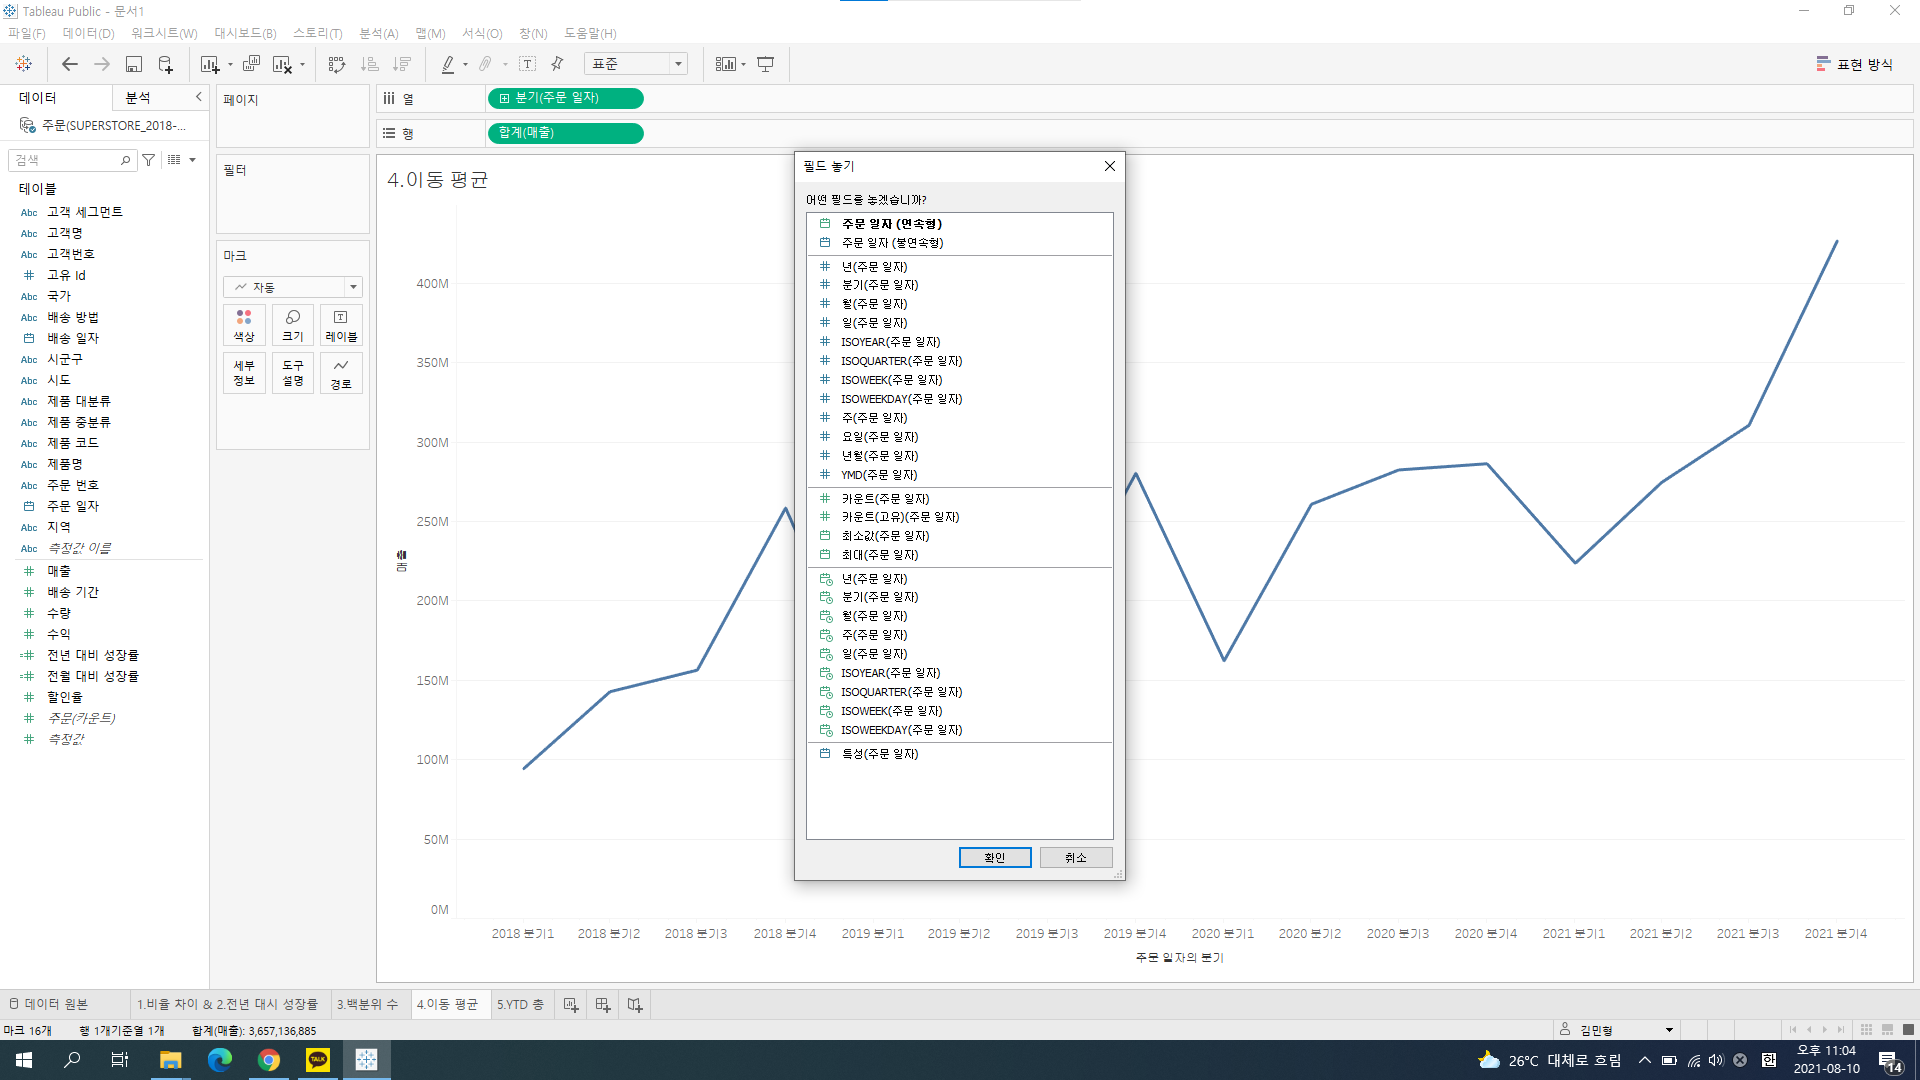 Tableau Public - 문서1
파일(F) 데이터(D) 워크시트(W) 대시보드(B) 스토리(T) 분석(A) 맵(M) 서식(O) 창(N) 도움말(H)
표준
표현 방식
데이터 분석
주문(SUPERSTORE_2018-...
검색
테이블
Abc 고객 세그먼트
Abc 고객명
Abc 고객번호
고유 Id
Abc 국가
Abc 배송 방법
배송 일자
Abc 시군구
Abc 시도
Abc 제품 대분류
Abc 제품 중분류
Abc 제품 코드
Abc 제품명
Abc 주문 번호
주문 일자
Abc 지역
Abc 측정값 이름
매출
배송 기간
수량
수익
전년 대비 성장률
전월 대비 성장률
할인율
주문(카운트)
측정값
페이지
필터
마크
자동
색상 크기 레이블
세부 정보 도구 설명 경로
열 분기(주문 일자)
행 합계(매출)
4.이동 평균
400M
350M
300M
250M
200M
150M
100M
50M
0M
매출
2018 분기1 2018 분기2 2018 분기3 2018 분기4 2019 분기1 2019 분기2 2019 분기3 2019 분기4 2020 분기1 2020 분기2 2020 분기3 2020 분기4 2021 분기1 2021 분기2 2021 분기3 2021 분기4
주문 일자의 분기
필드 놓기
어떤 필드를 놓겠습니까?
주문 일자 (연속형)
주문 일자 (불연속형)
년(주문 일자)
분기(주문 일자)
월(주문 일자)
일(주문 일자)
ISOYEAR(주문 일자)
ISOQUARTER(주문 일자)
ISOWEEK(주문 일자)
ISOWEEKDAY(주문 일자)
주(주문 일자)
요일(주문 일자)
년월(주문 일자)
YMD(주문 일자)
카운트(주문 일자)
카운트(고유)(주문 일자)
최소값(주문 일자)
최대(주문 일자)
년(주문 일자)
분기(주문 일자)
월(주문 일자)
주(주문 일자)
일(주문 일자)
ISOYEAR(주문 일자)
ISOQUARTER(주문 일자)
ISOWEEK(주문 일자)
ISOWEEKDAY(주문 일자)
특성(주문 일자)
확인 취소
데이터 원본 1.비율 차이 & 2.전년 대시 성장률 3.백분위 수 4.이동 평균 5.YTD 총
마크 16개 행 1개기준열 1개 합계(매출): 3,657,136,885
김민형
TALK
26°C 대체로 흐림
한
오후 11:04
2021-08-10
14